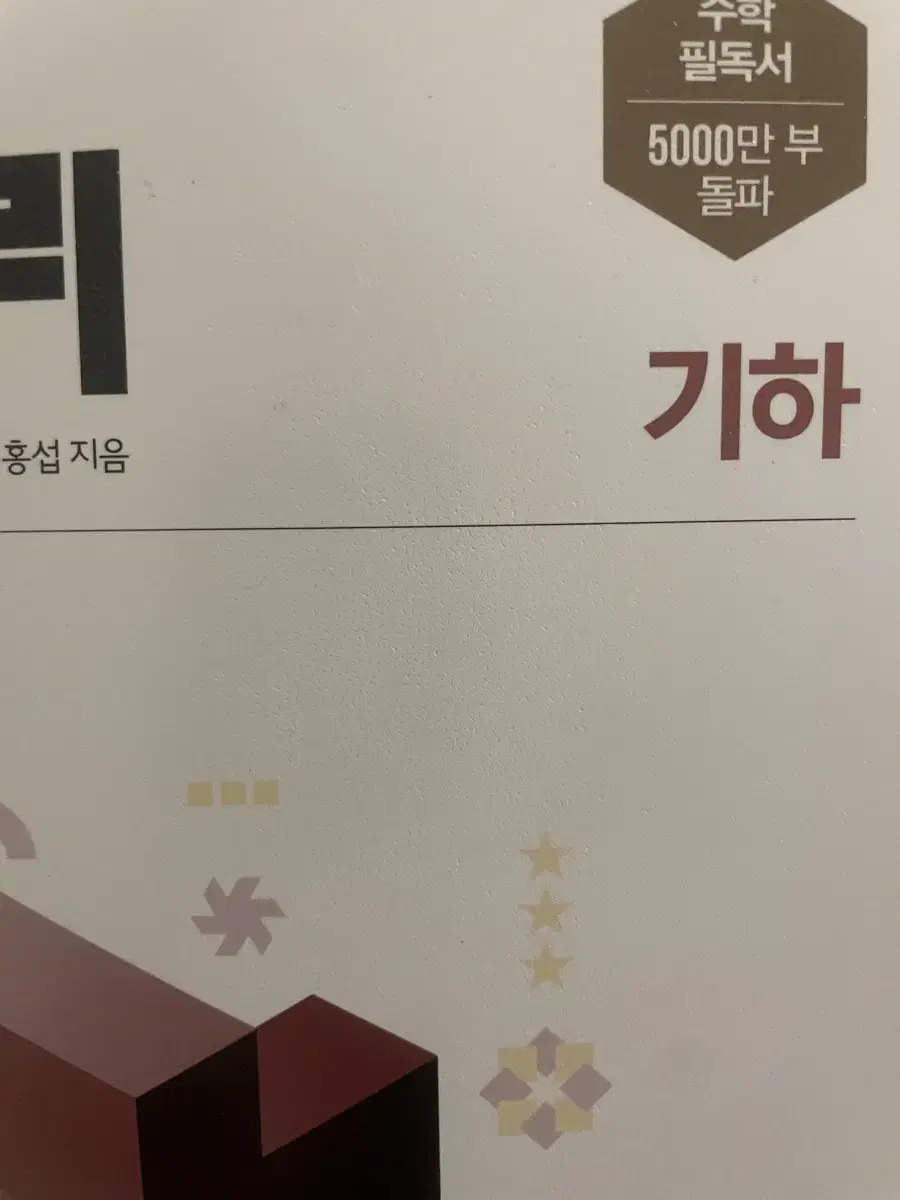 수학
필독서
5000만 부
돌파
기하
홍섭 지음